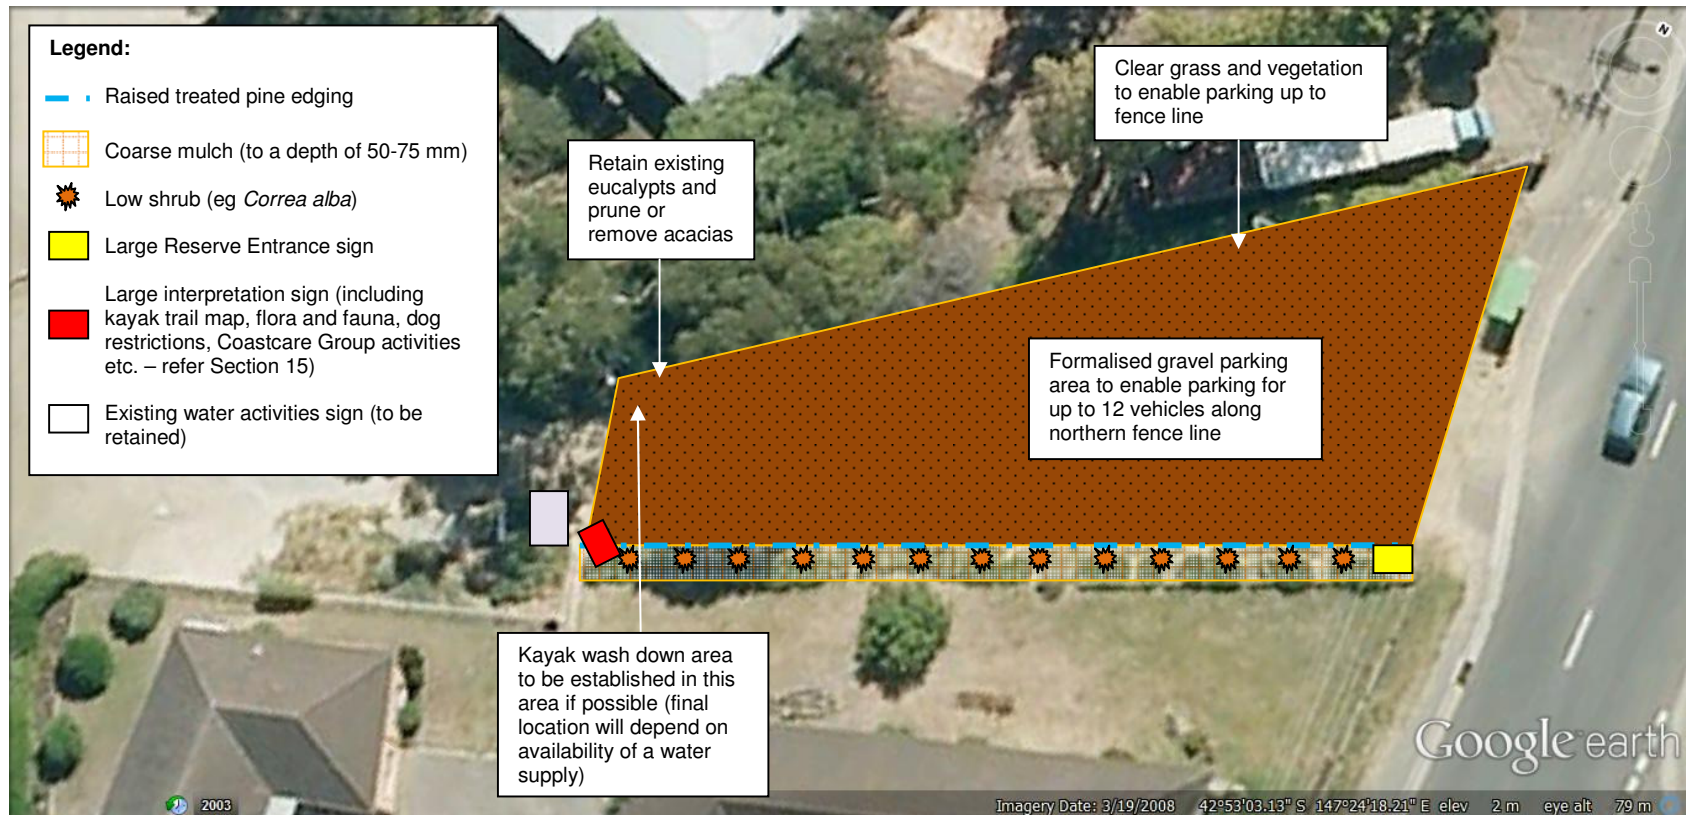 Legend:
Raised treated pine edging
Coarse mulch (to a depth of 50-75 mm)
Low shrub (eg Correa alba)
Large Reserve Entrance sign
Large interpretation sign (including
kayak trail map, flora and fauna, dog
restrictions, Coastcare Group activities
etc. – refer Section 15)
Existing water activities sign (to be
retained)
Retain existing
eucalypts and
prune or
remove acacias
Clear grass and vegetation
to enable parking up to
fence line
N
Formalised gravel parking
area to enable parking for
up to 12 vehicles along
northern fence line
Kayak wash down area
to be established in this
area if possible (final
location will depend on
availability of a water
supply)
Google earth
2003
Imagery Date: 3/19/2008 42°53'03.13" S 147°24'18.21" E elev 2 m eye alt 79 m